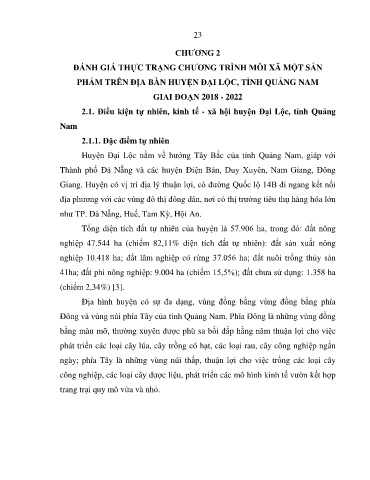 23
CHƯƠNG 2
ĐÁNH GIÁ THỰC TRẠNG CHƯƠNG TRÌNH MỖI XÃ MỘT SẢN
PHẨM TRÊN ĐỊA BÀN HUYỆN ĐẠI LỘC, TỈNH QUẢNG NAM
GIAI ĐOẠN 2018 - 2022
2.1. Điều kiện tự nhiên, kinh tế - xã hội huyện Đại Lộc, tỉnh Quảng
Nam
2.1.1. Đặc điểm tự nhiên
Huyện Đại Lộc nằm về hướng Tây Bắc của tỉnh Quảng Nam, giáp với
Thành phố Đà Nẵng và các huyện Điện Bàn, Duy Xuyên, Nam Giang, Đông
Giang. Huyện có vị trí địa lý thuận lợi, có đường Quốc lộ 14B đi ngang kết nối
địa phương với các vùng đô thị đông dân, nơi có thị trường tiêu thụ hàng hóa lớn
như TP. Đà Nẵng, Huế, Tam Kỳ, Hội An.
Tổng diện tích đất tự nhiên của huyện là 57.906 ha, trong đó: đất nông
nghiệp 47.544 ha (chiếm 82,11% diện tích đất tự nhiên): đất sản xuất nông
nghiệp 10.418 ha; đất lâm nghiệp có rừng 37.056 ha; đất nuôi trồng thủy sản
41ha; đất phi nông nghiệp: 9.004 ha (chiếm 15,5%); đất chưa sử dụng: 1.358 ha
(chiếm 2,34%) [3].
Địa hình huyện có sự đa dạng, vùng đồng bằng vùng đồng bằng phía
Đông và vùng núi phía Tây của tỉnh Quảng Nam. Phía Đông là những vùng đồng
bằng màu mỡ, thường xuyên được phù sa bồi đắp hằng năm thuận lợi cho việc
phát triển các loại cây lúa, cây trồng có hạt, các loại rau, cây công nghiệp ngắn
ngày; phía Tây là những vùng núi thấp, thuận lợi cho việc trồng các loại cây
công nghiệp, các loại cây dược liệu, phát triển các mô hình kinh tế vườn kết hợp
trang trại quy mô vừa và nhỏ.